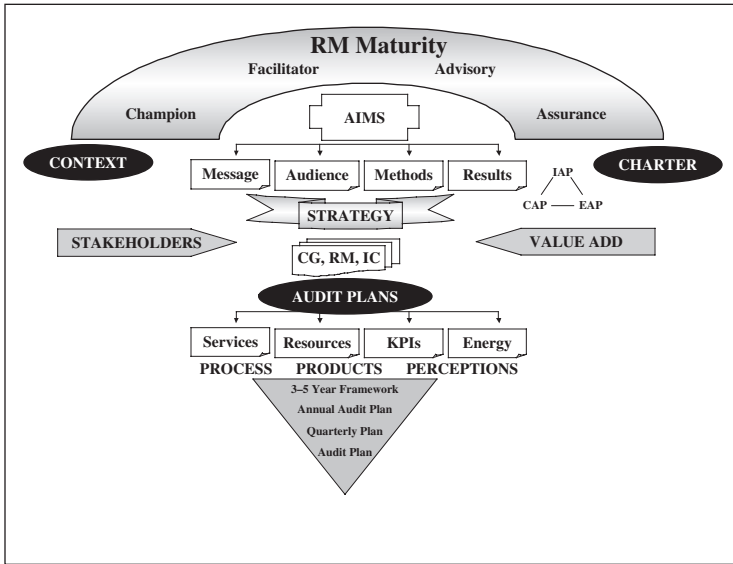 RM Maturity
Facilitator Advisory
Champion Assurance
AIMS
CONTEXT CHARTER
Message Audience Methods Results
IAP
CAP EAP
STRATEGY
STAKEHOLDERS VALUE ADD
CG, RM, IC
AUDIT PLANS
Services Resources KPIs Energy
PROCESS PRODUCTS PERCEPTIONS
3–5 Year Framework
Annual Audit Plan
Quarterly Plan
Audit Plan